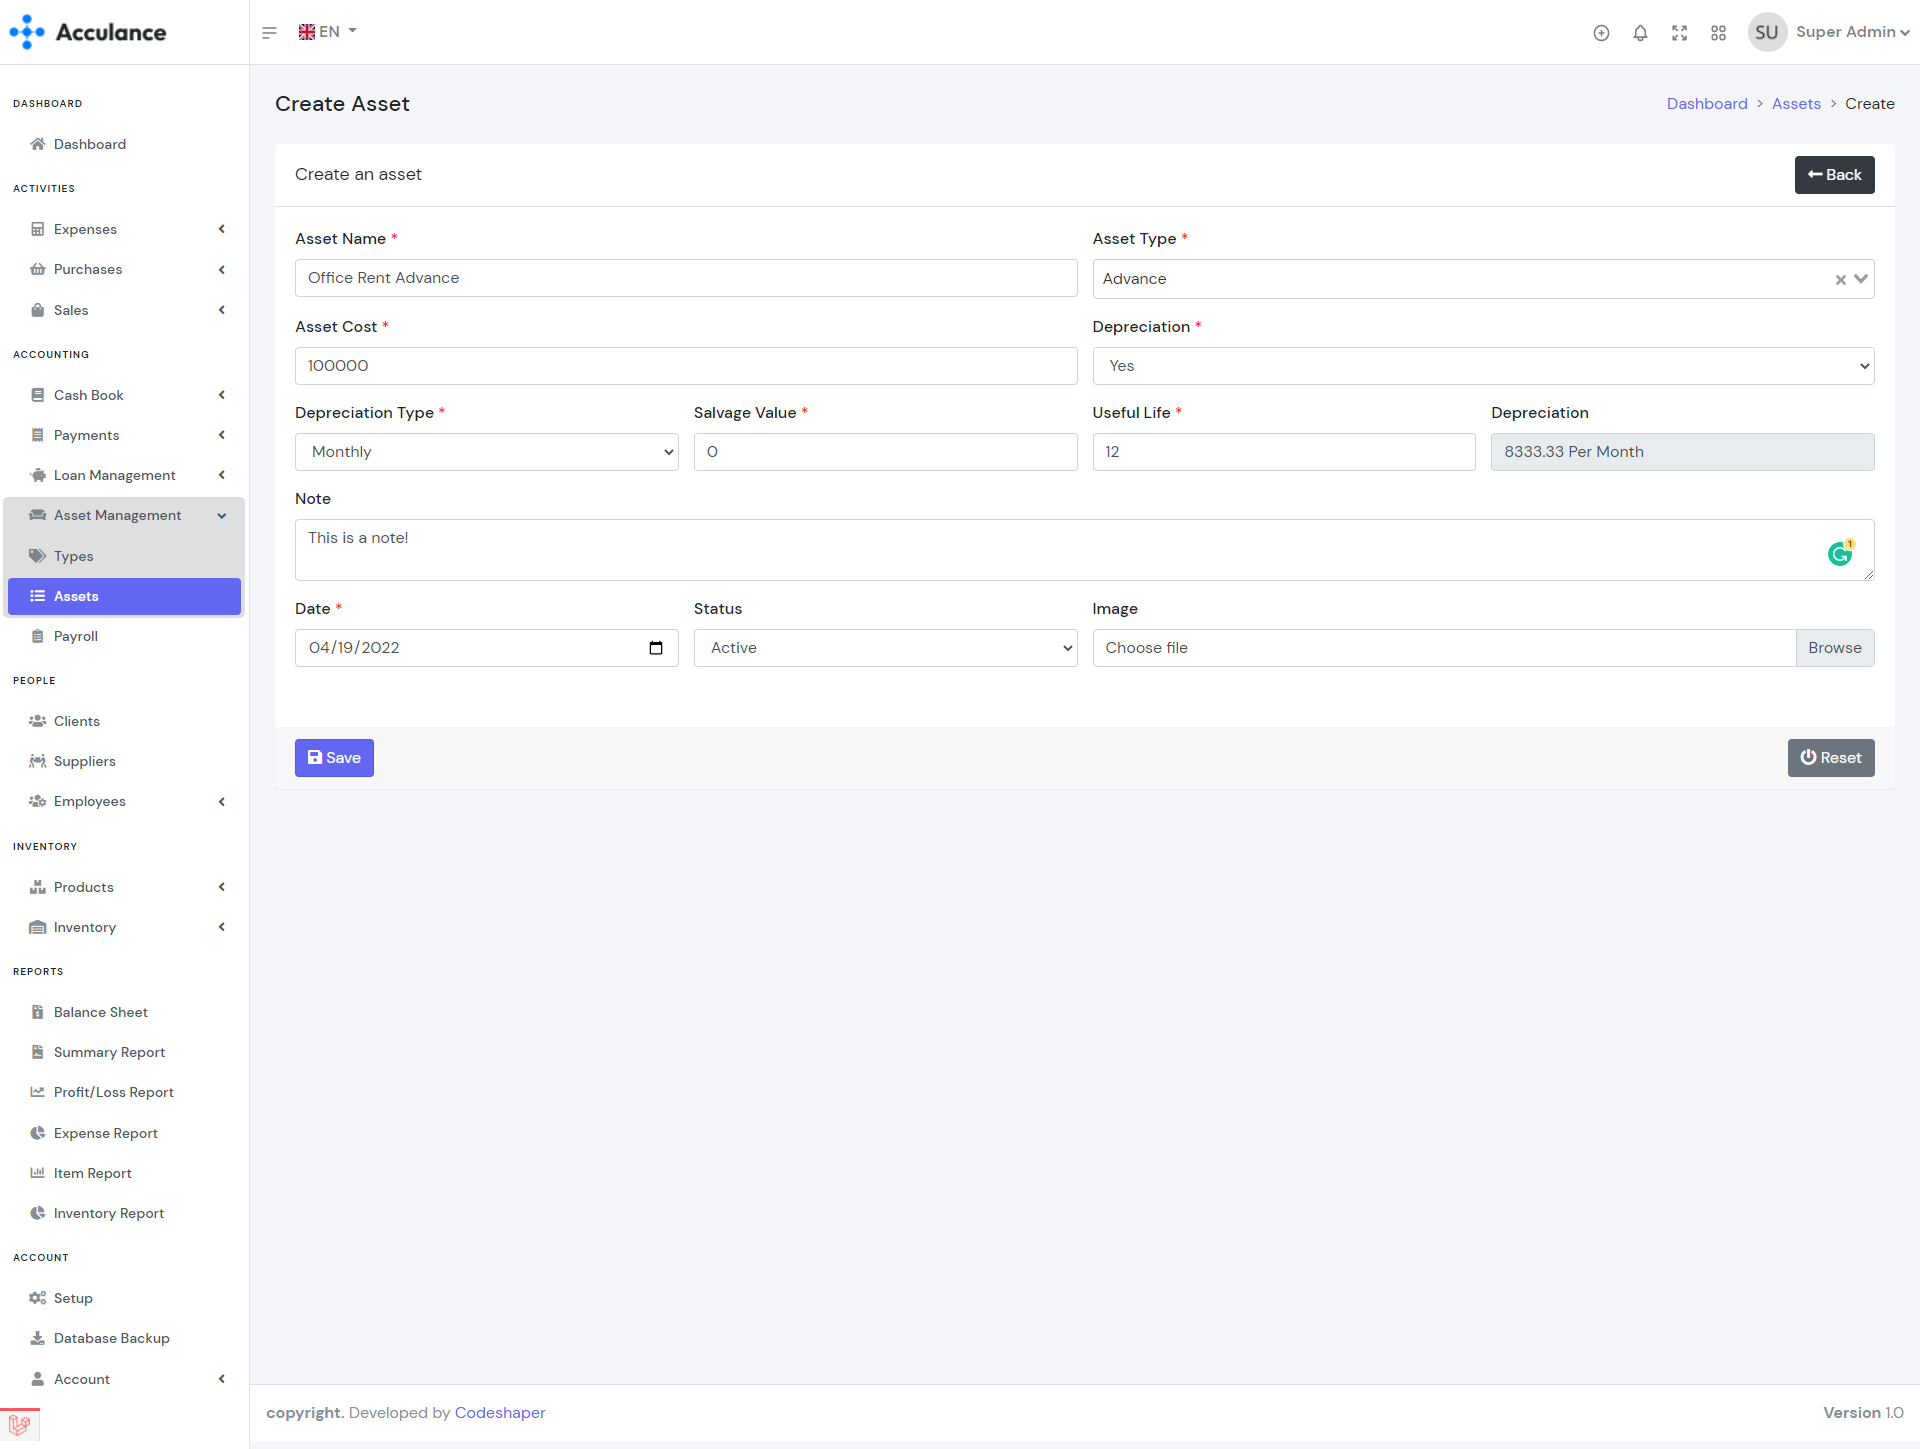 Acculance
EN
SU Super Admin
DASHBOARD
Dashboard
ACTIVITIES
Expenses
Purchases
Sales
ACCOUNTING
Cash Book
Payments
Loan Management
Asset Management
Types
Assets
Payroll
PEOPLE
Clients
Suppliers
Employees
INVENTORY
Products
Inventory
REPORTS
Balance Sheet
Summary Report
Profit/Loss Report
Expense Report
Item Report
Inventory Report
ACCOUNT
Setup
Database Backup
Account
Create Asset
Dashboard > Assets > Create
Create an asset
Back
Asset Name *
Asset Type *
Office Rent Advance
Advance
Asset Cost *
Depreciation *
100000
Yes
Depreciation Type *
Salvage Value *
Useful Life *
Depreciation
Monthly
0
12
8333.33 Per Month
Note
This is a note!
1
Date *
Status
Image
04/19/2022
Active
Choose file
Browse
Save
Reset
copyright. Developed by Codeshaper
Version 1.0